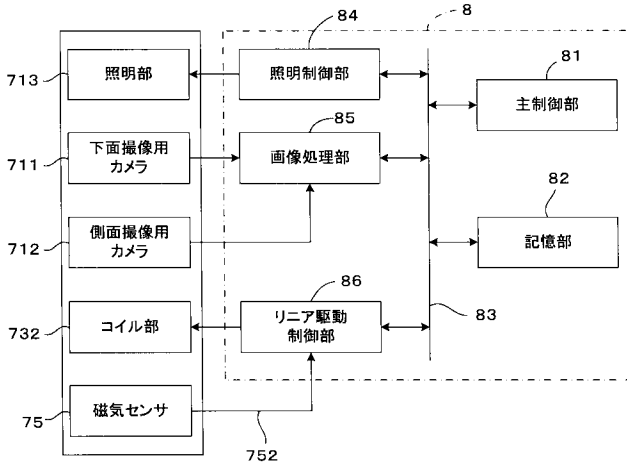 8
84
713
照明部
照明制御部
81
主制御部
85
711
下面撮像用
カメラ
画像処理部
82
712
側面撮像用
カメラ
記憶部
86
732
コイル部
リニア駆動
制御部
83
75
磁気センサ
752